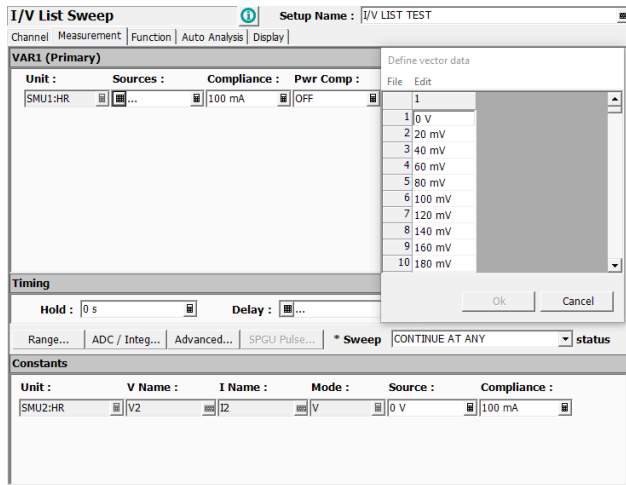 I/V List Sweep
Setup Name : I/V LIST TEST
Channel Measurement Function Auto Analysis Display
VAR1 (Primary)
Unit : Sources : Compliance : Pwr Comp :
SMU1:HR ... 100 mA OFF
Define vector data
File Edit
1
1 0 V
2 20 mV
3 40 mV
4 60 mV
5 80 mV
6 100 mV
7 120 mV
8 140 mV
9 160 mV
10 180 mV
Ok Cancel
Timing
Hold : 0 s Delay : ...
Range... ADC / Integ... Advanced... SPGU Pulse... * Sweep CONTINUE AT ANY status
Constants
Unit : V Name : I Name : Mode : Source : Compliance :
SMU2:HR V2 I2 V 0 V 100 mA